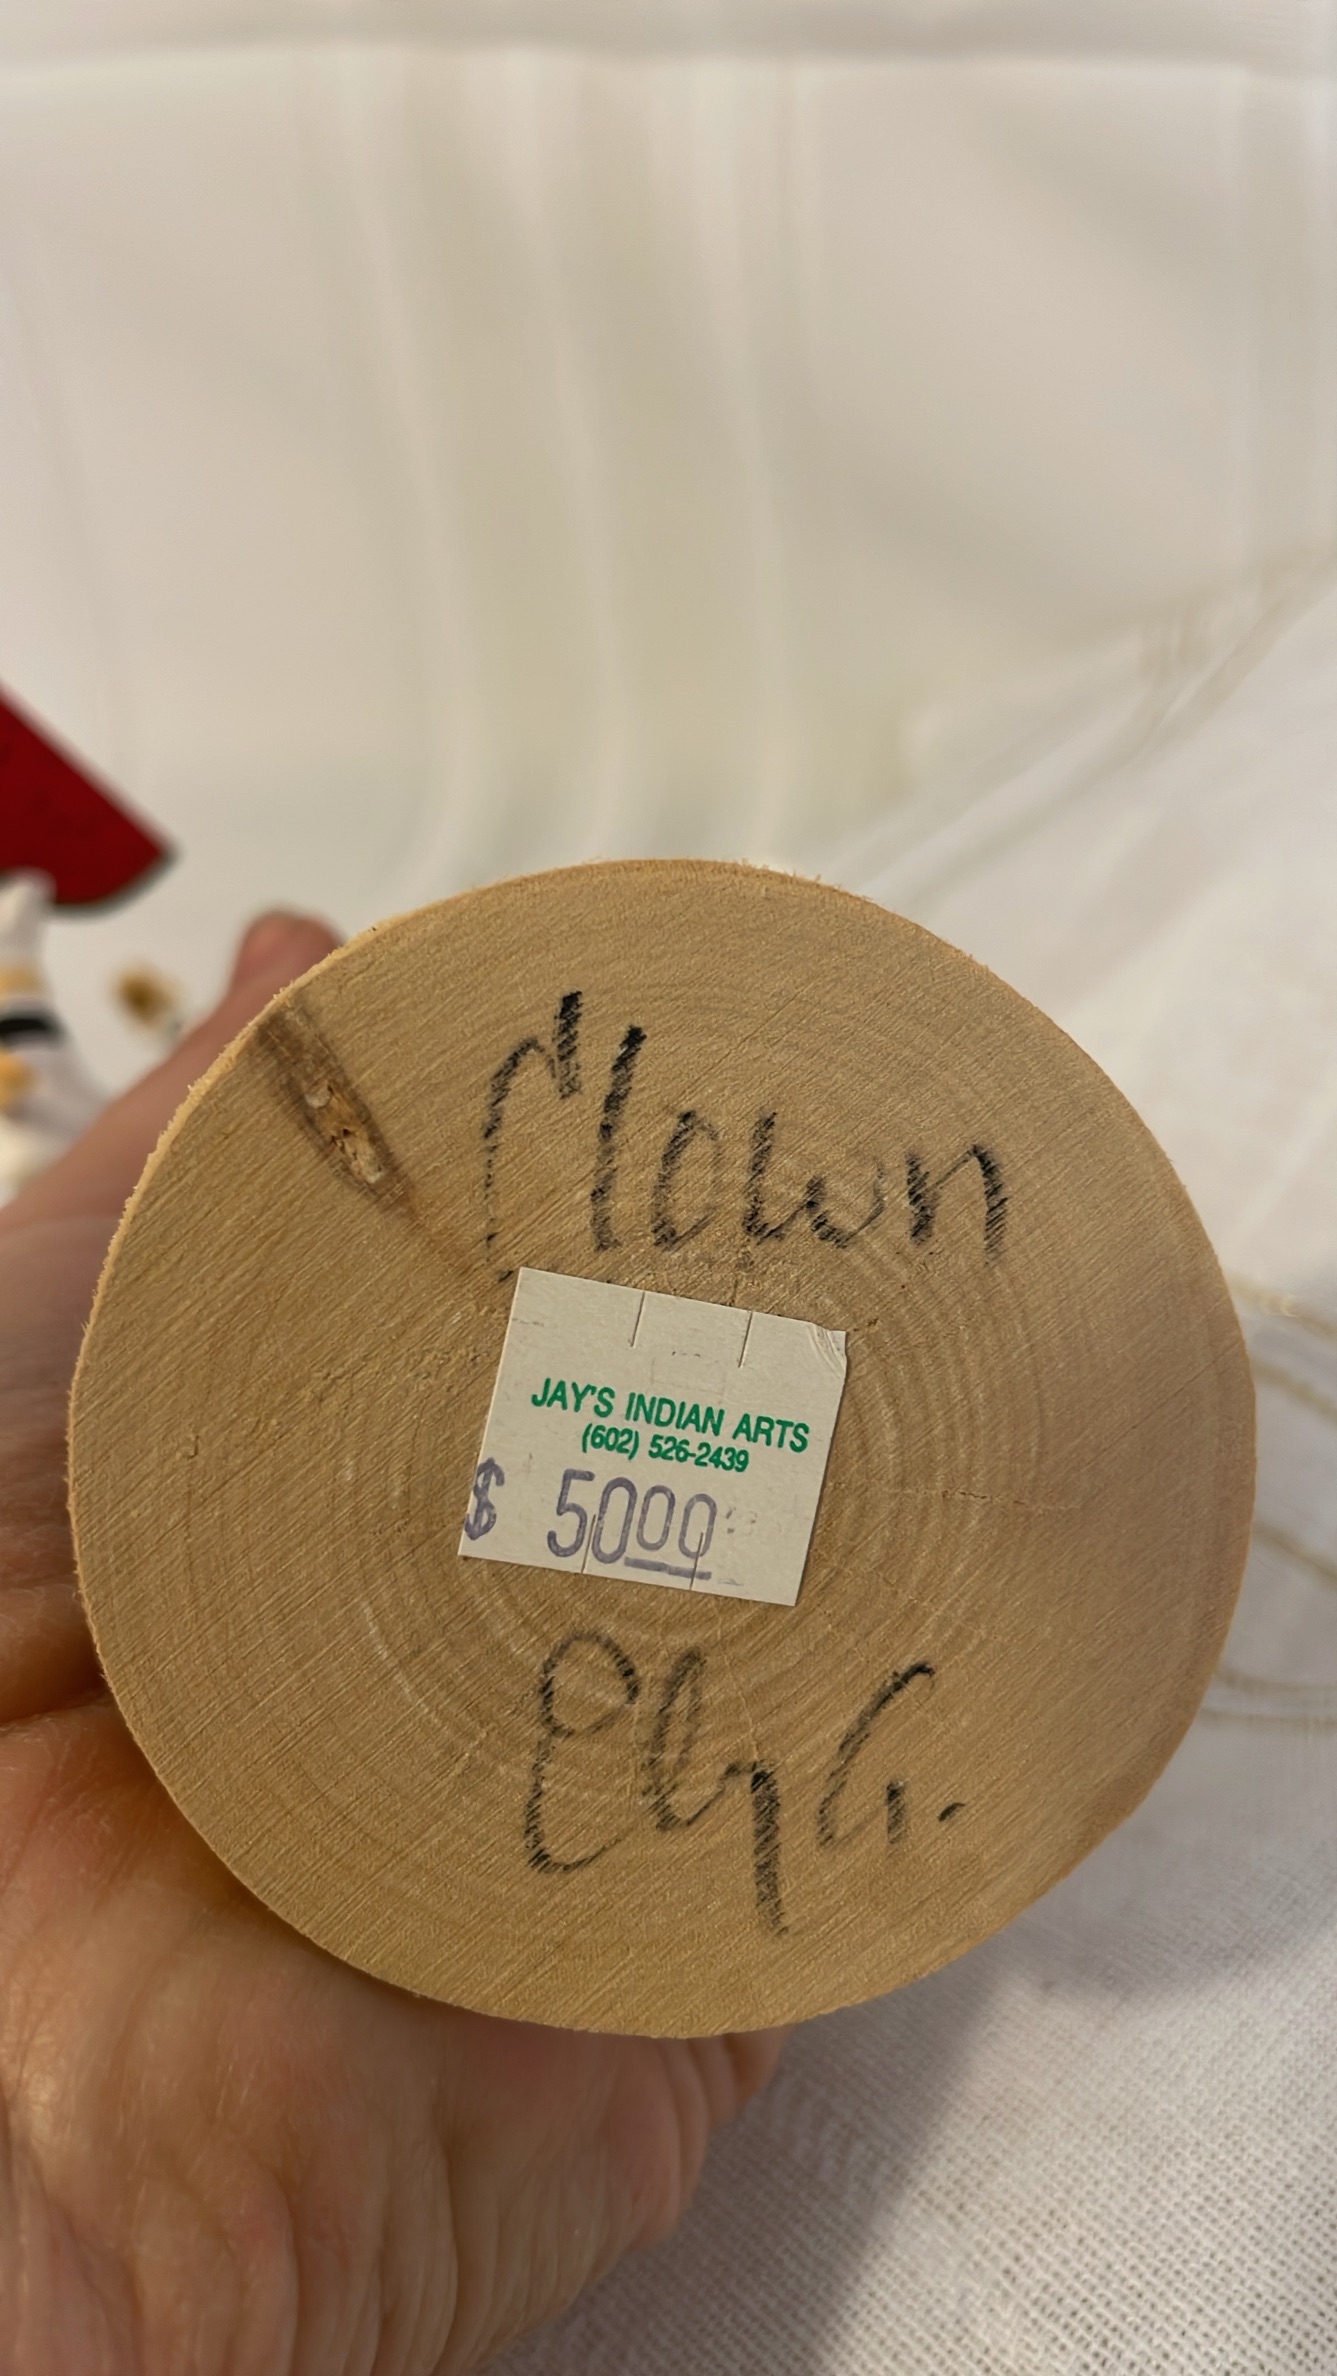 Clown
JAY'S INDIAN ARTS
(602) 526-2439
$ 5000